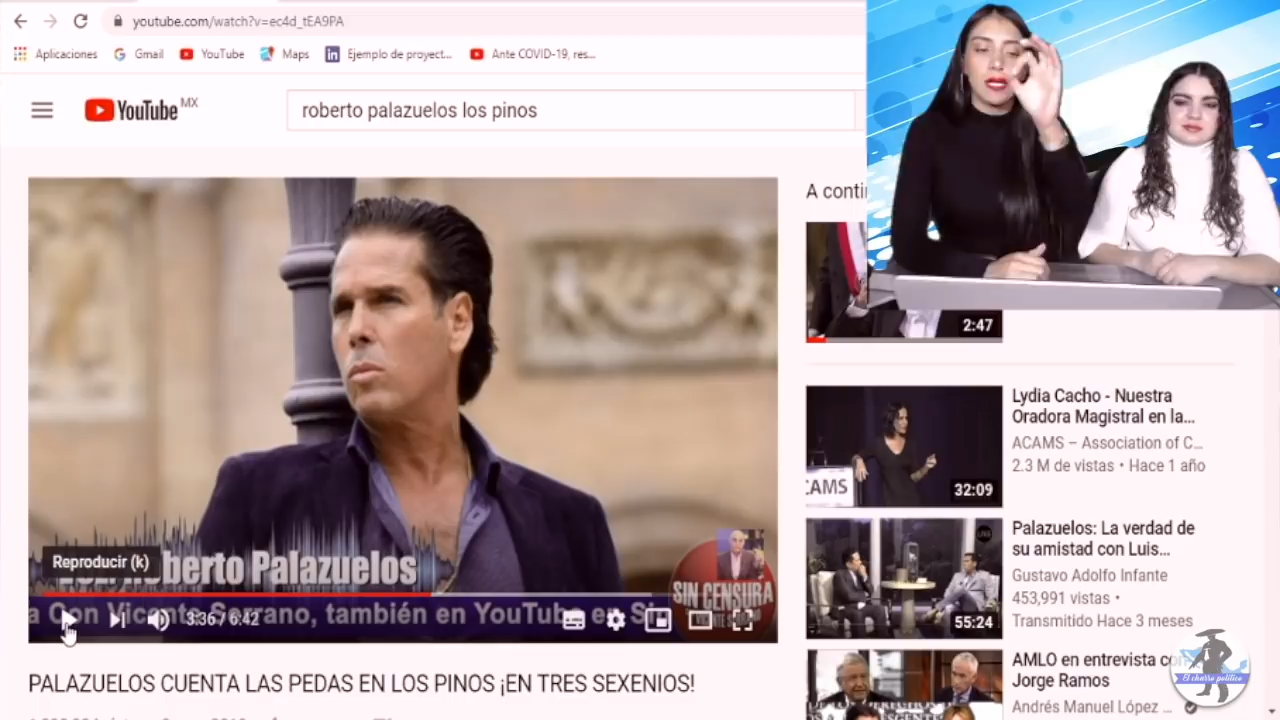 youtube.com/watch?v=ec4d_tEA9PA
Aplicaciones
Gmail
YouTube
Maps
Ejemplo de proyect...
Ante COVID-19, res...
YouTube MX
roberto palazuelos los pinos
A conti
2:47
Lydia Cacho - Nuestra
Oradora Magistral en la...
ACAMS – Association of C...
2.3 M de vistas • Hace 1 año
CAMS
32:09
Palazuelos: La verdad de
su amistad con Luis...
Gustavo Adolfo Infante
453,991 vistas •
Transmitido Hace 3 meses
55:24
AMLO en entrevista con
Jorge Ramos
Andrés Manuel López ...
El charro político
Reproducir (k)
berto Palazuelos
SIN CENSURA
a Con Vicente Serrano, también en YouTube en S
3:36 / 6:42
PALAZUELOS CUENTA LAS PEDAS EN LOS PINOS ¡EN TRES SEXENIOS!